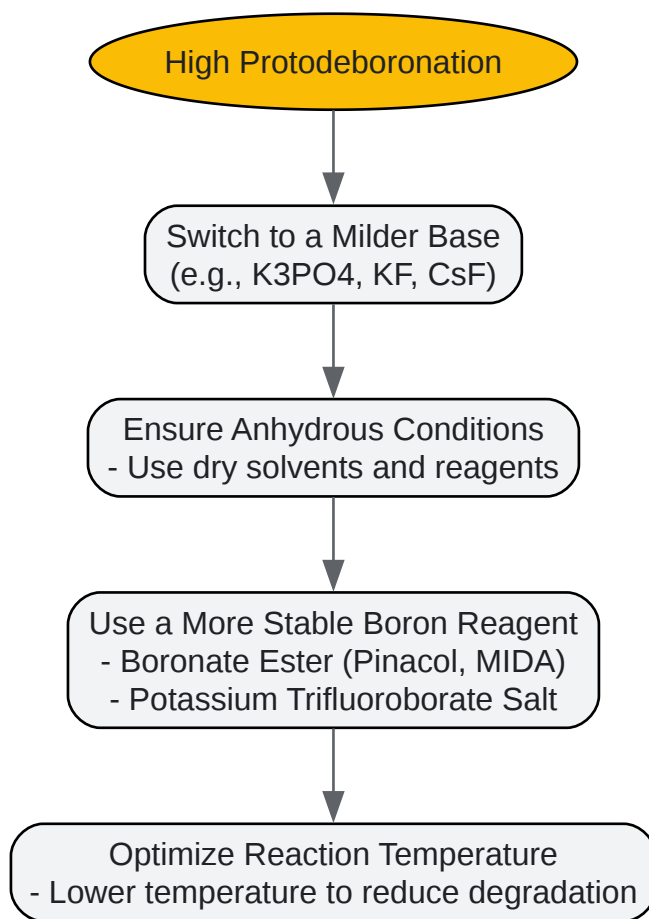 High Protodeboronation
Switch to a Milder Base
(e.g., K3PO4, KF, CsF)
Ensure Anhydrous Conditions
- Use dry solvents and reagents
Use a More Stable Boron Reagent
- Boronate Ester (Pinacol, MIDA)
- Potassium Trifluoroborate Salt
Optimize Reaction Temperature
- Lower temperature to reduce degradation